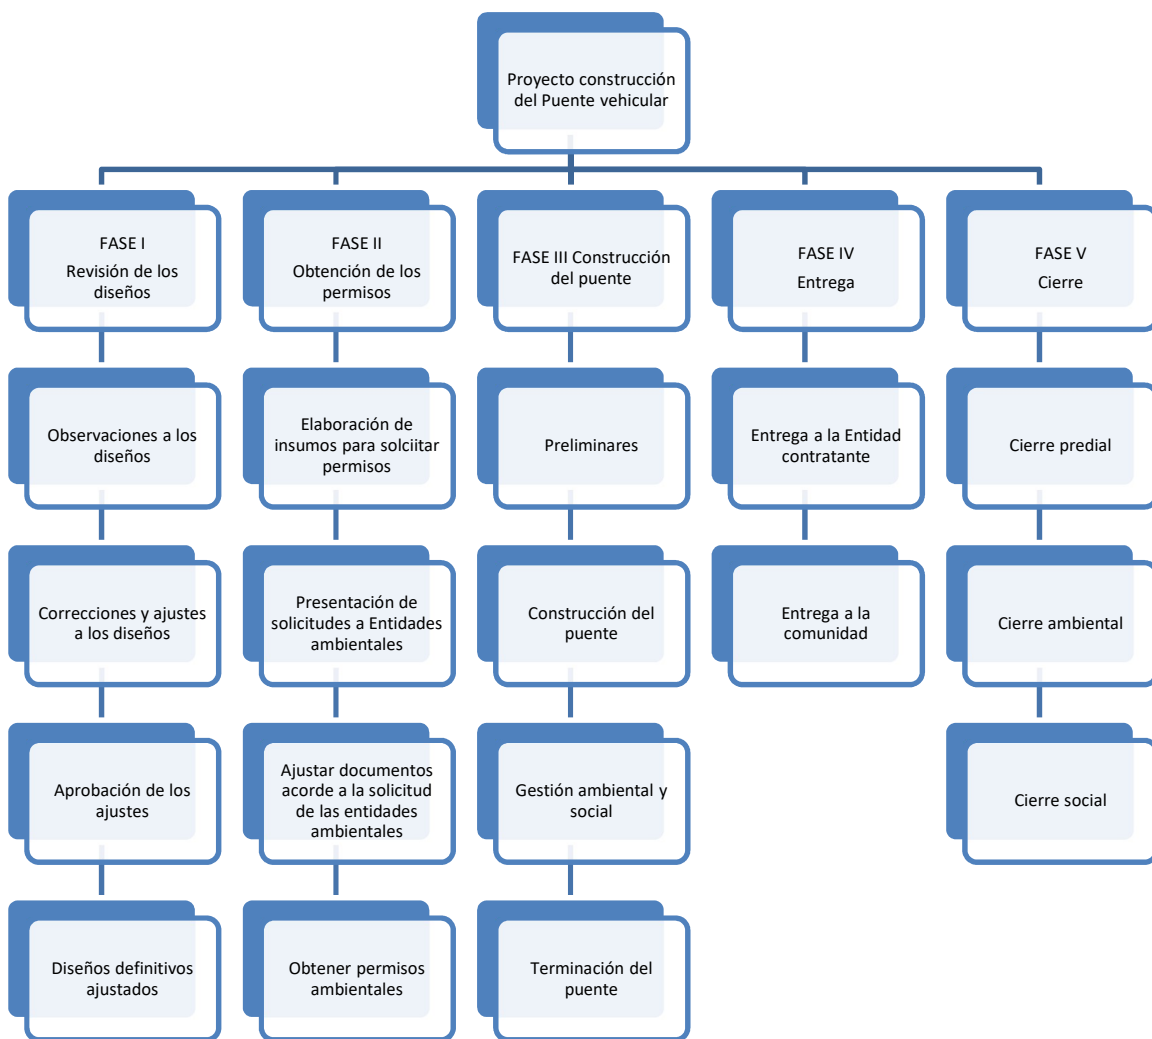 Proyecto construcción
del Puente vehicular
FASE I
Revisión de los
diseños
Observaciones a los
diseños
Correcciones y ajustes
a los diseños
Aprobación de los
ajustes
Diseños definitivos
ajustados
FASE II
Obtención de los
permisos
Elaboración de
insumos para solciitar
permisos
Presentación de
solicitudes a Entidades
ambientales
Ajustar documentos
acorde a la solicitud
de las entidades
ambientales
Obtener permisos
ambientales
FASE III Construcción
del puente
Preliminares
Construcción del
puente
Gestión ambiental y
social
Terminación del
puente
FASE IV
Entrega
Entrega a la Entidad
contratante
Entrega a la
comunidad
FASE V
Cierre
Cierre predial
Cierre ambiental
Cierre social